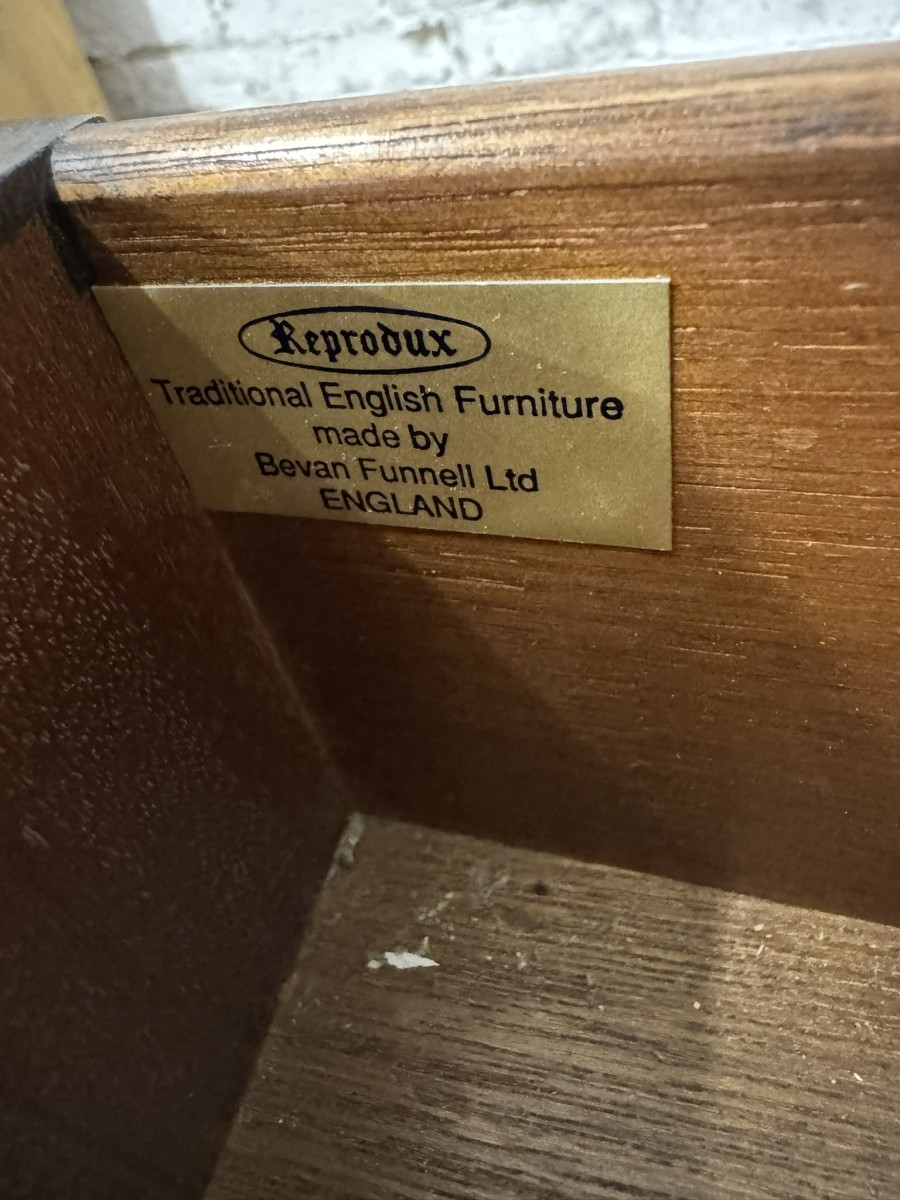 Reprodux
Traditional English Furniture
made by
Bevan Funnell Ltd
ENGLAND